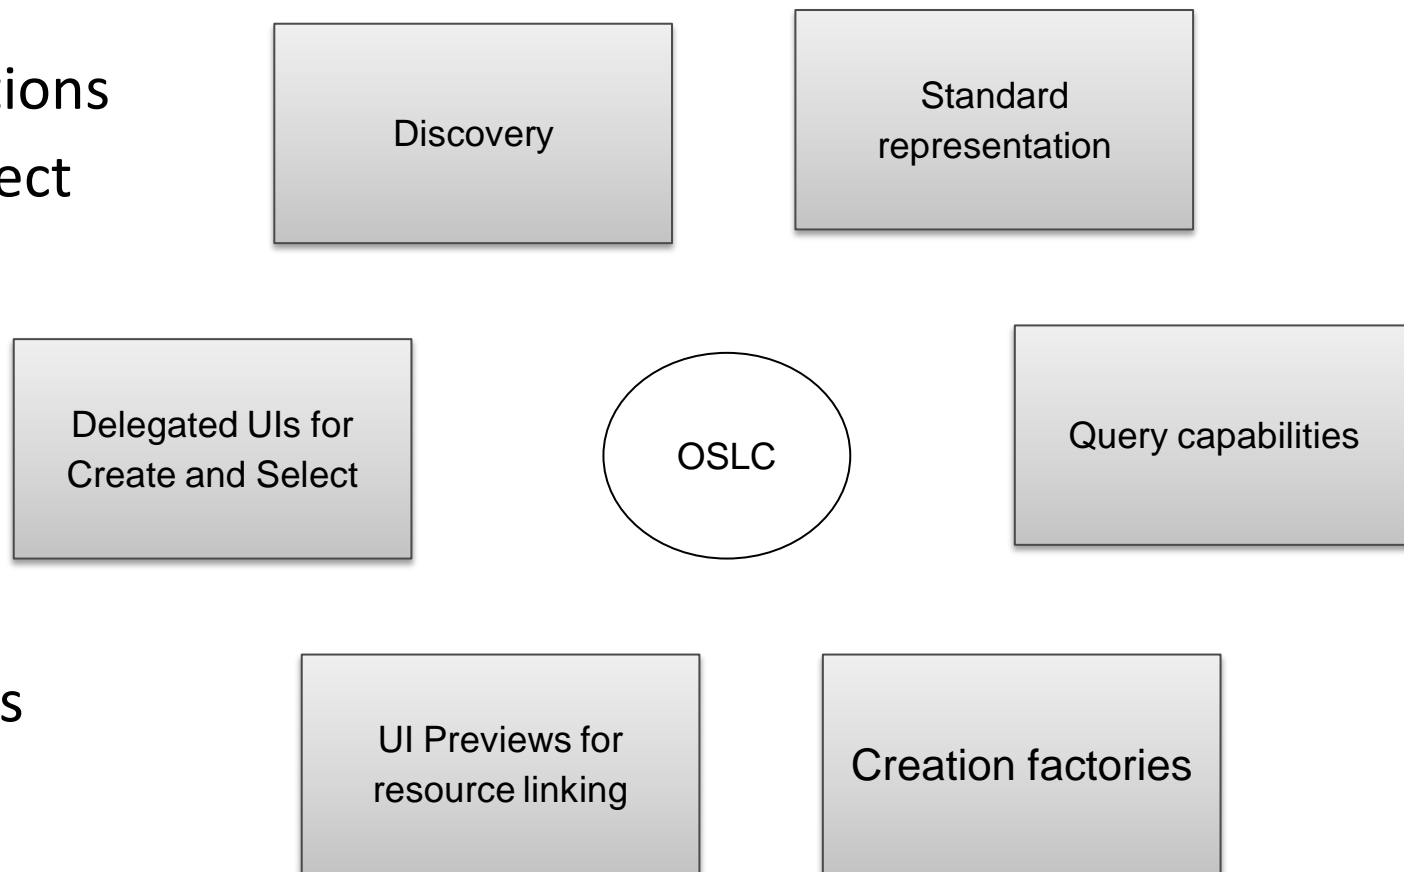 tions
ect
Discovery
Standard
representation
Delegated UIs for
Create and Select
OSLC
Query capabilities
s
UI Previews for
resource linking
Creation factories